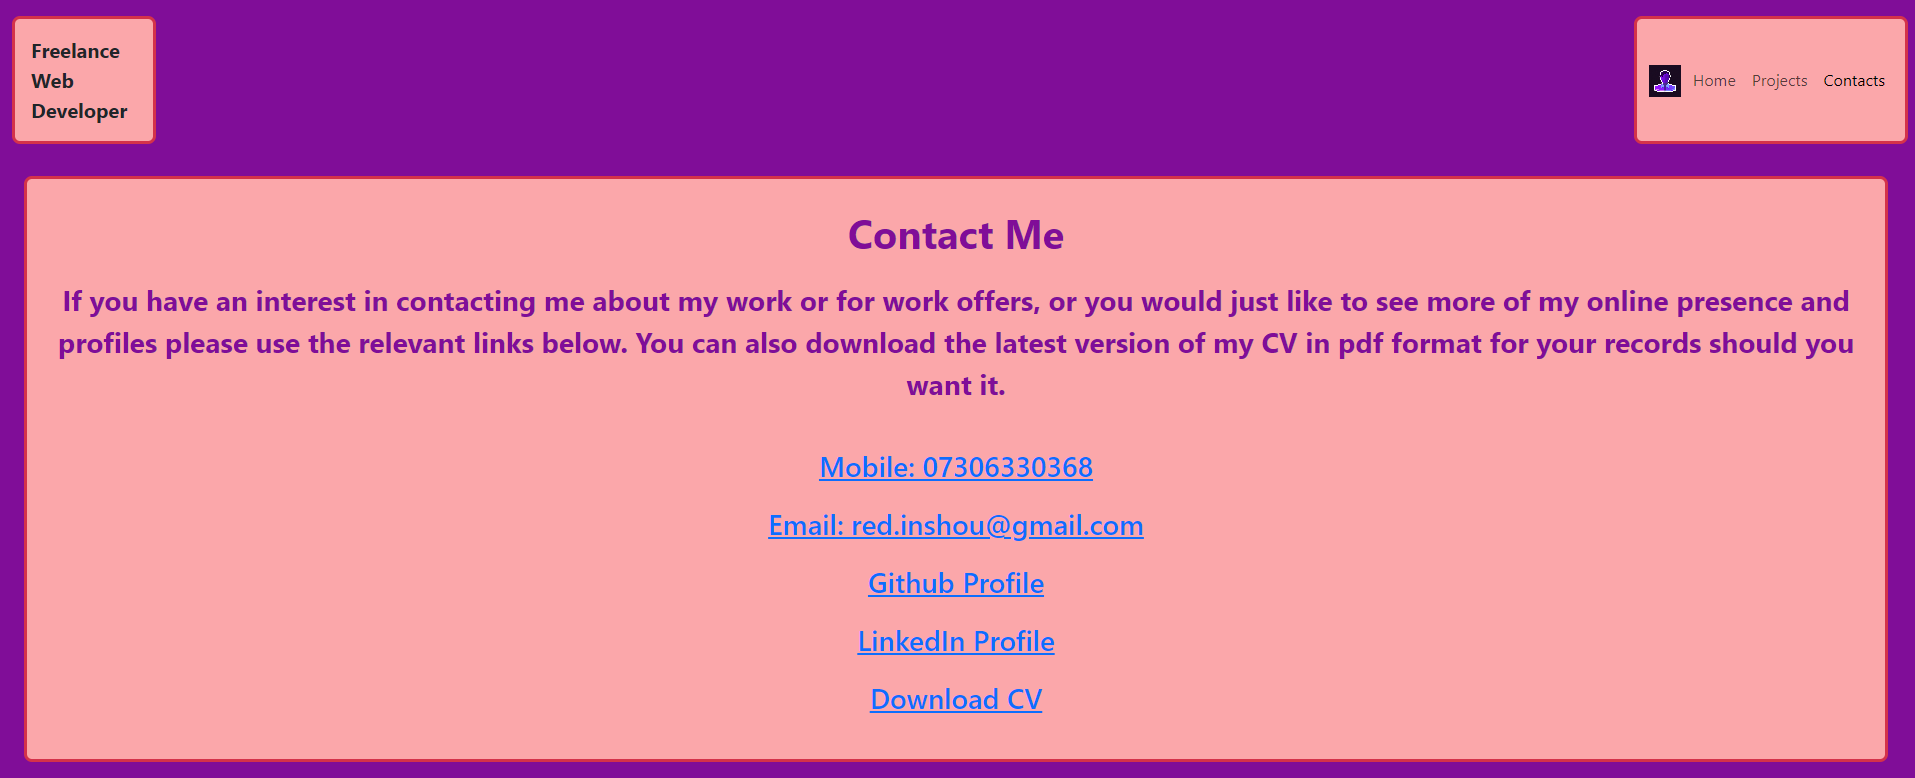 Freelance
Web
Developer
Home Projects Contacts
Contact Me
If you have an interest in contacting me about my work or for work offers, or you would just like to see more of my online presence and
profiles please use the relevant links below. You can also download the latest version of my CV in pdf format for your records should you
want it.
Mobile: 07306330368
Email: red.inshou@gmail.com
Github Profile
LinkedIn Profile
Download CV